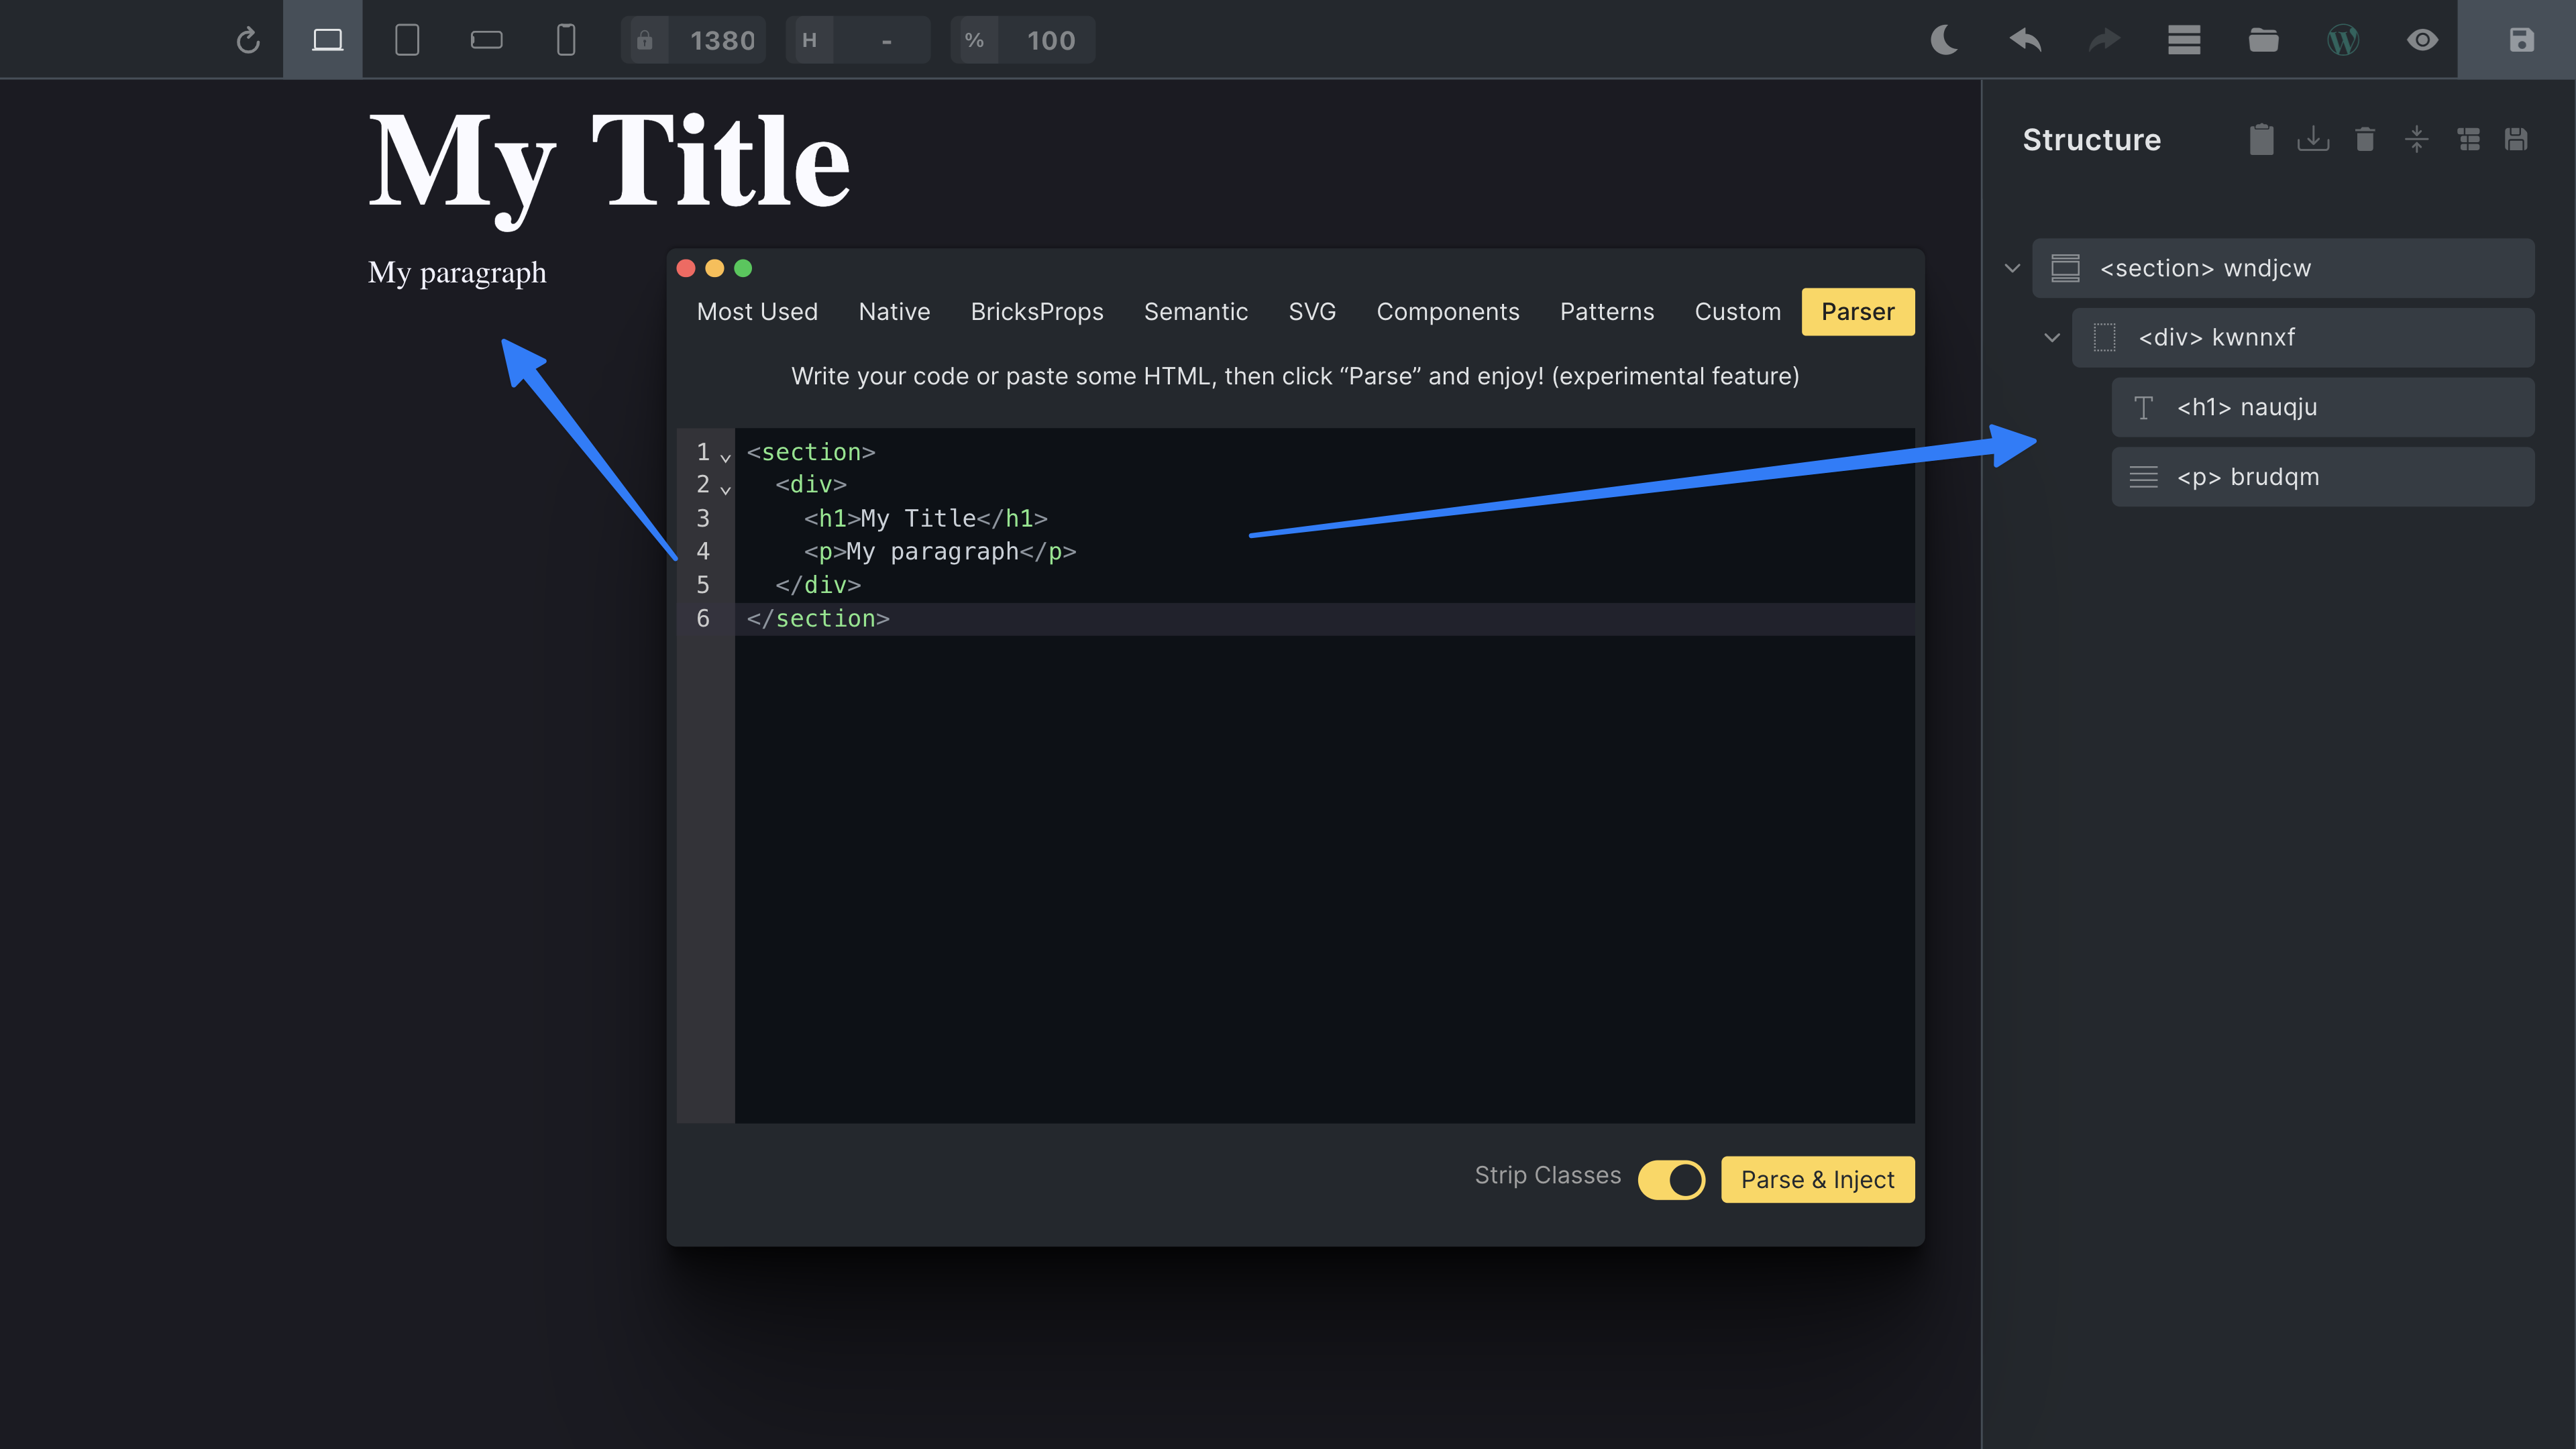 1380 H - % 100
My Title
My paragraph
Most Used Native BricksProps Semantic SVG Components Patterns Custom Parser
Write your code or paste some HTML, then click “Parse” and enjoy! (experimental feature)
1 <section>
2 <div>
3 <h1>My Title</h1>
4 <p>My paragraph</p>
5 </div>
6 </section>
Strip Classes Parse & Inject
Structure
<section> wndjcw
<div> kwnnxf
<h1> nauqju
<p> brudqm